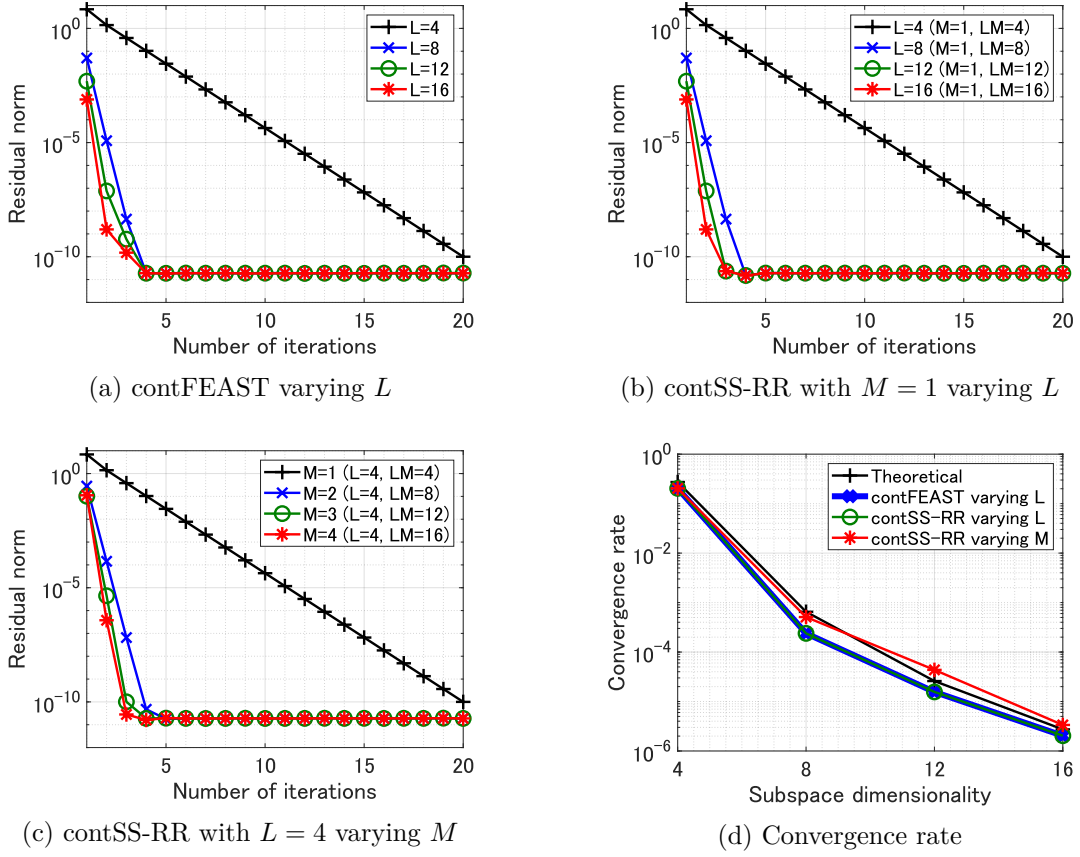 10^0
10^-5
10^-10
Residual norm
L=4
L=8
L=12
L=16
5 10 15 20
Number of iterations
(a) contFEAST varying L
10^0
10^-5
10^-10
Residual norm
L=4 (M=1, LM=4)
L=8 (M=1, LM=8)
L=12 (M=1, LM=12)
L=16 (M=1, LM=16)
5 10 15 20
Number of iterations
(b) contSS-RR with M = 1 varying L
10^0
10^-5
10^-10
Residual norm
M=1 (L=4, LM=4)
M=2 (L=4, LM=8)
M=3 (L=4, LM=12)
M=4 (L=4, LM=16)
5 10 15 20
Number of iterations
(c) contSS-RR with L = 4 varying M
10^0
10^-2
10^-4
10^-6
Convergence rate
Theoretical
contFEAST varying L
contSS-RR varying L
contSS-RR varying M
4 8 12 16
Subspace dimensionality
(d) Convergence rate